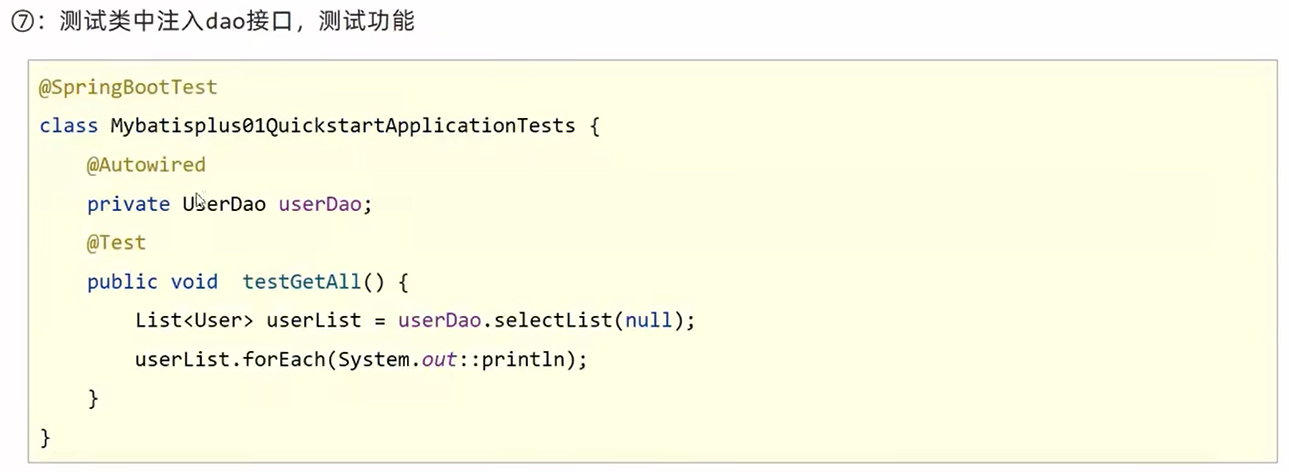 ⑦：测试类中注入dao接口，测试功能
@SpringBootTest
class Mybatisplus01QuickstartApplicationTests {
    @Autowired
    private UserDao userDao;
    @Test
    public void  testGetAll() {
        List<User> userList = userDao.selectList(null);
        userList.forEach(System.out::println);
    }
}